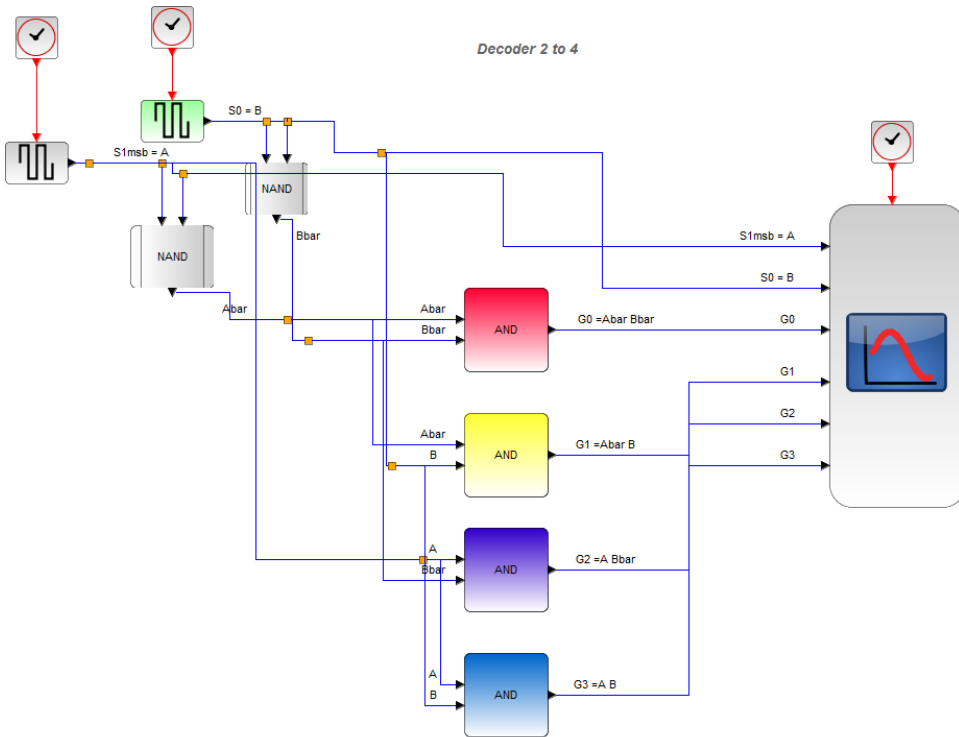 Decoder 2 to 4
S0 = B
S1msb = A
NAND
Bbar
S1msb = A
NAND
S0 = B
Abar
Abar
G0 =Abar Bbar
G0
Bbar
AND
G1
G2
Abar
G1 =Abar B
B
AND
G3
A
G2 =A Bbar
Bbar
AND
A
G3 =A B
B
AND